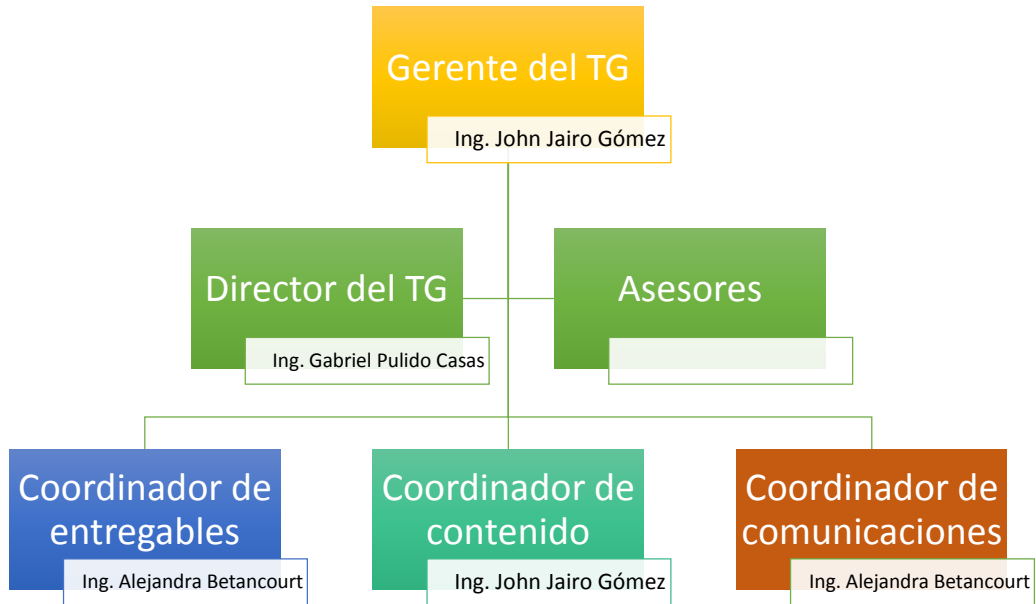 Gerente del TG
Ing. John Jairo Gómez
Director del TG
Ing. Gabriel Pulido Casas
Asesores
Coordinador de
entregables
Ing. Alejandra Betancourt
Coordinador de
contenido
Ing. John Jairo Gómez
Coordinador de
comunicaciones
Ing. Alejandra Betancourt